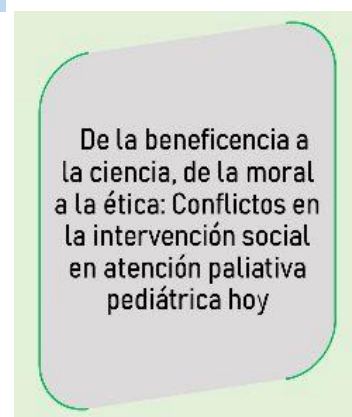 De la beneficencia a
la ciencia, de la moral
a la ética: Conflictos en
la intervención social
en atención paliativa
pediátrica hoy